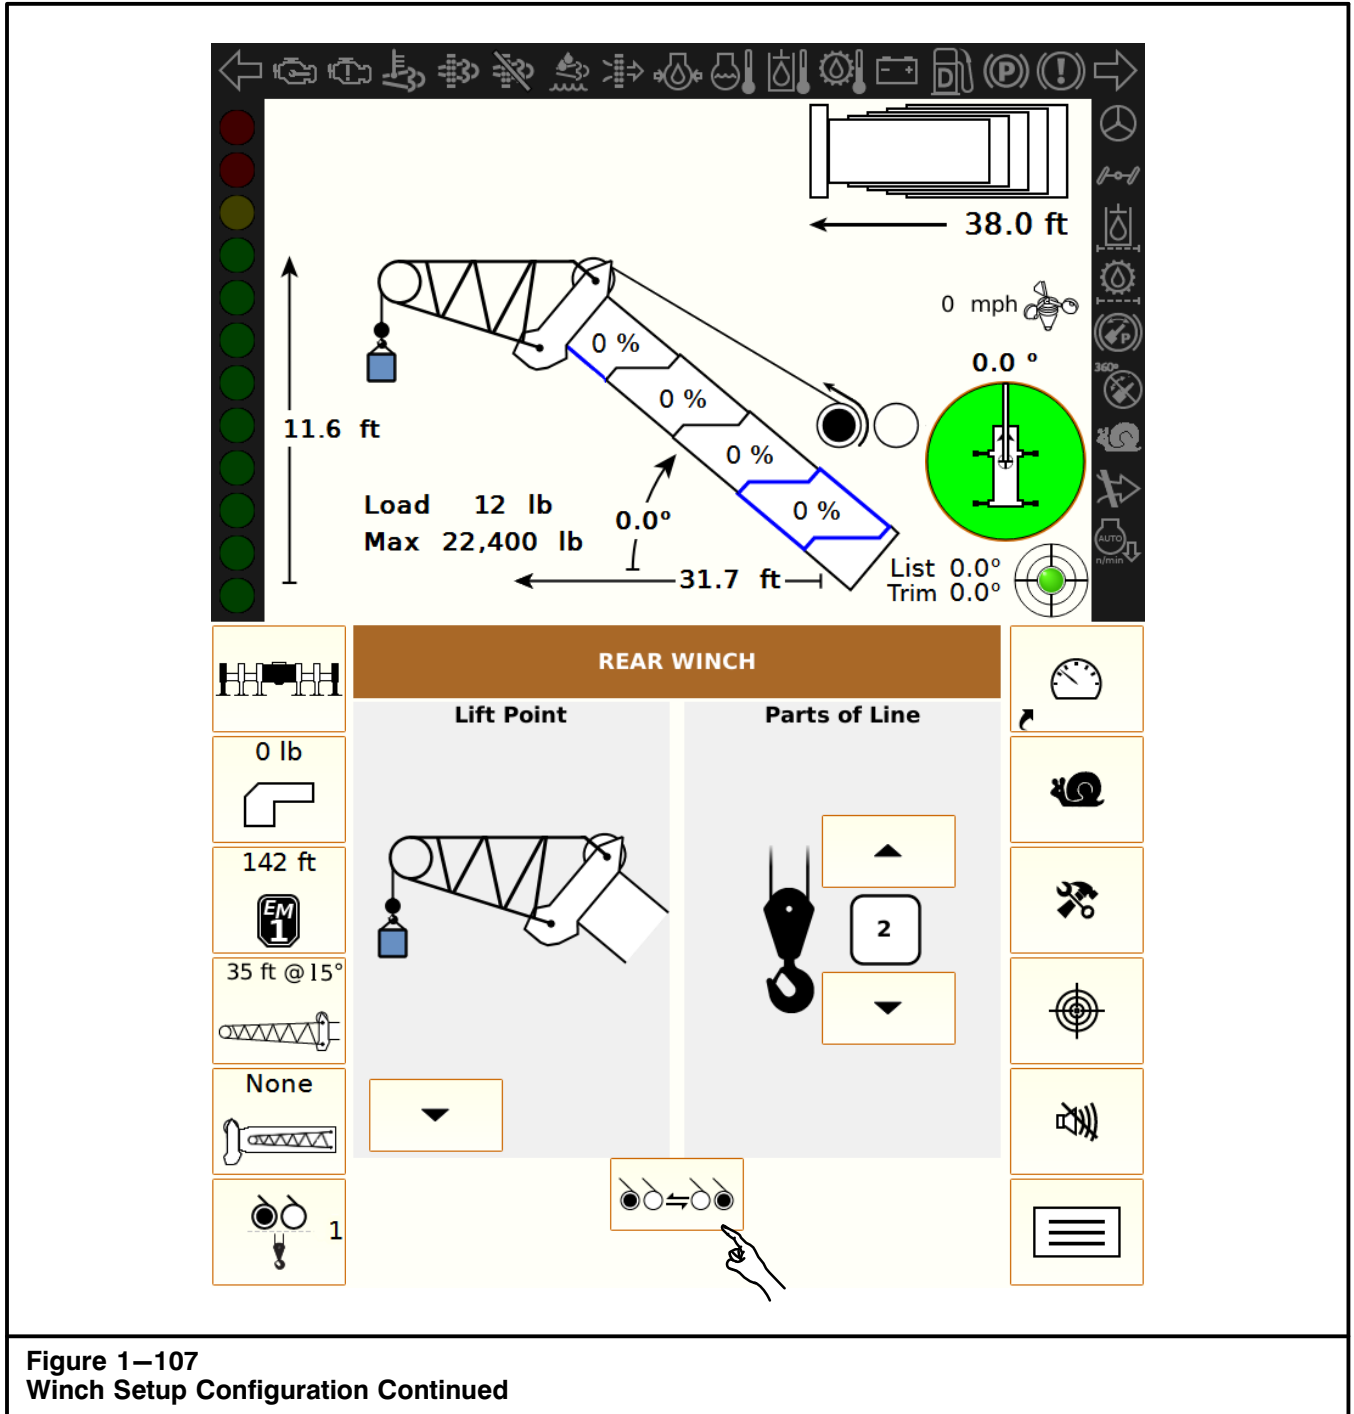 D
P
!
38.0 ft
0 mph
P
0.0 °
360°
0 %
0 %
0 %
0 %
11.6 ft
Load 12 lb
Max 22,400 lb
0.0°
31.7 ft
AUTO
n/min
List 0.0°
Trim 0.0°
REAR WINCH
Lift Point
Parts of Line
0 lb
142 ft
EM
1
2
35 ft @ 15°
None
1
Figure 1–107
Winch Setup Configuration Continued